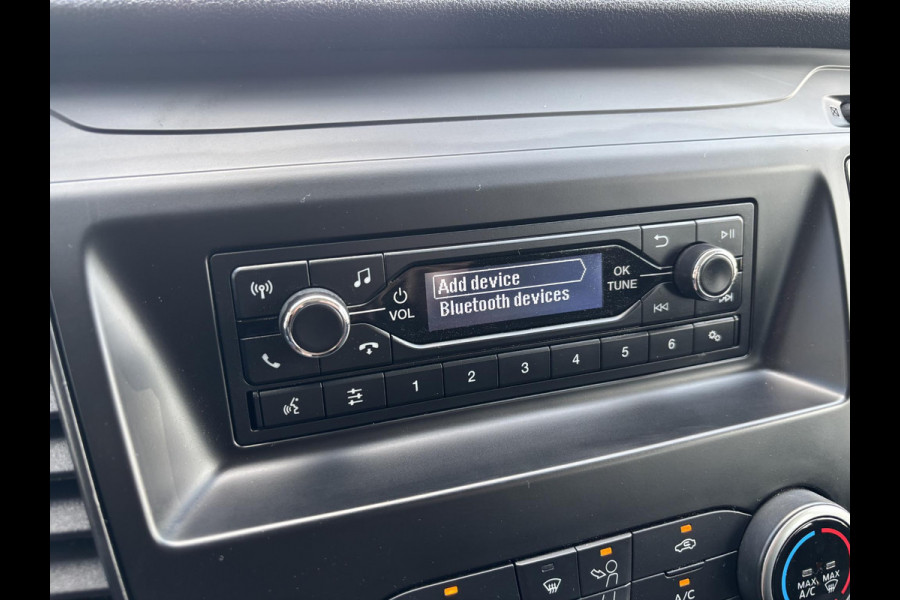 Add device
Bluetooth devices
VOL
OK
TUNE
1 2 3 4 5 6
A/C
MAX
A/C
MAX